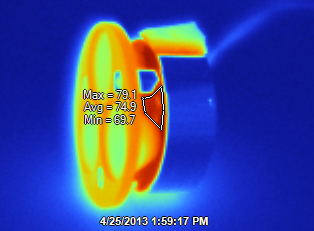 Max = 79.1
Avg = 74.9
Min = 69.7
4/25/2013 1:59:17 PM